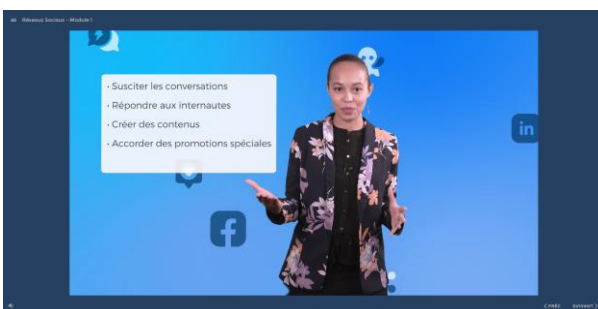 Réseaux Sociaux - Module 1
• Susciter les conversations
• Répondre aux internautes
• Créer des contenus
• Accorder des promotions spéciales
in
f
( PRÉC
SUIVANT )